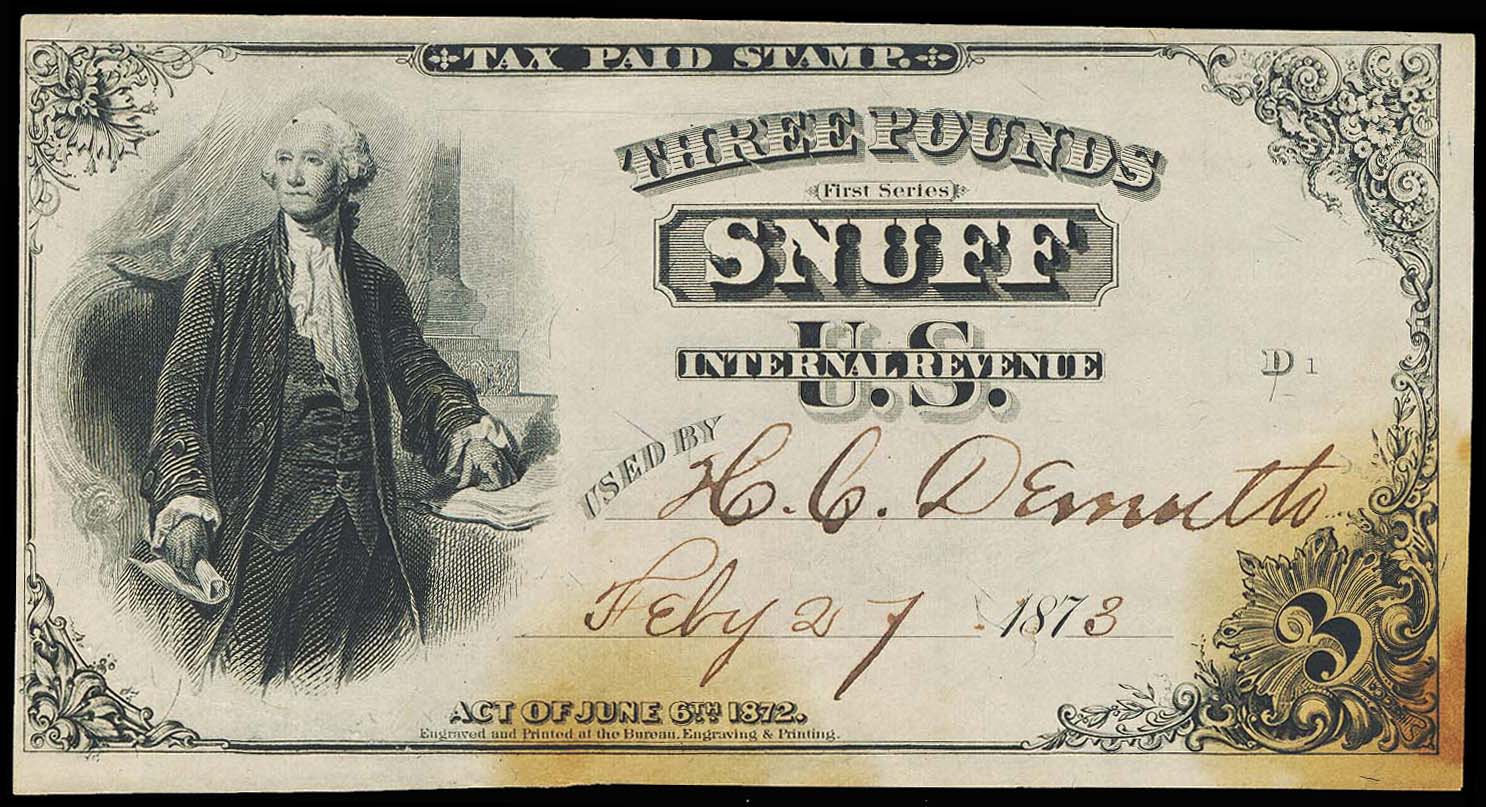 TAX PAID STAMP.
THREE POUNDS
First Series
SNUFF
U.S.
INTERNAL REVENUE
D 1
USED BY H. C. Demutto
Feby 27 1873
3
ACT OF JUNE 6TH 1872.
Engraved and Printed at the Bureau, Engraving & Printing.